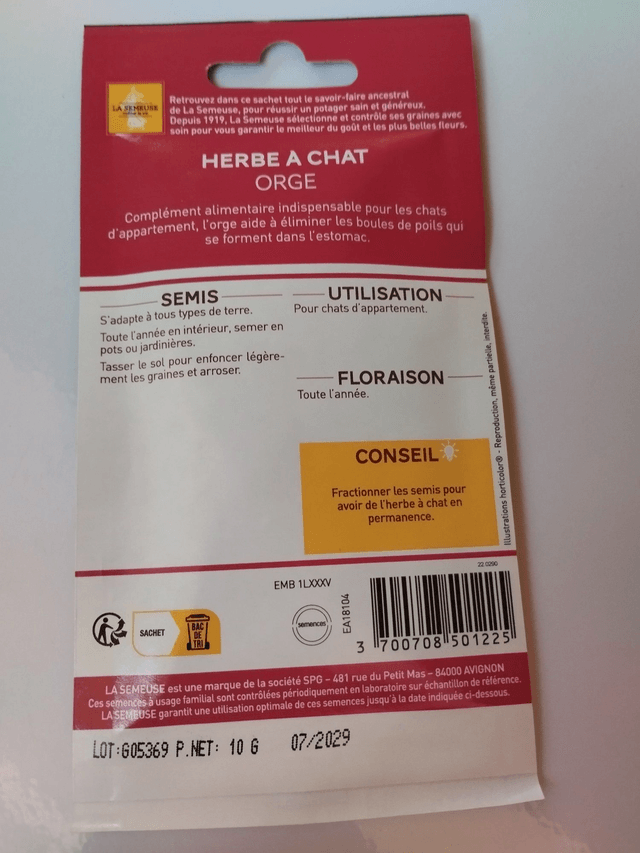 LA SEMEUSE
Retrouvez dans ce sachet tout le savoir-faire ancestral
de La Semeuse, pour réussir un potager sain et généreux.
Depuis 1919, La Semeuse sélectionne et contrôle ses graines avec
soin pour vous garantir le meilleur du goût et les plus belles fleurs.
HERBE A CHAT
ORGE
Complément alimentaire indispensable pour les chats
d'appartement, l'orge aide à éliminer les boules de poils qui
se forment dans l'estomac.
SEMIS
S'adapte à tous types de terre.
Toute l'année en intérieur, semer en
pots ou jardinières.
Tasser le sol pour enfoncer légère-
ment les graines et arroser.
UTILISATION
Pour chats d'appartement.
FLORAISON
Toute l'année.
CONSEIL
Fractionner les semis pour
avoir de l'herbe à chat en
permanence.
Illustrations horticolor® - Reproduction, même partielle, interdite.
22.0290
EMB 1LXXXV
SACHET
BAC
DE
TRI
semences
EA18104
3 700708 501225
LA SEMEUSE est une marque de la société SPG – 481 rue du Petit Mas – 84000 AVIGNON
Ces semences à usage familial sont contrôlées périodiquement en laboratoire sur échantillon de référence.
LA SEMEUSE garantit une utilisation optimale de ces semences jusqu'à la date indiquée ci-dessous.
LOT:G05369 P.NET: 10 G 07/2029